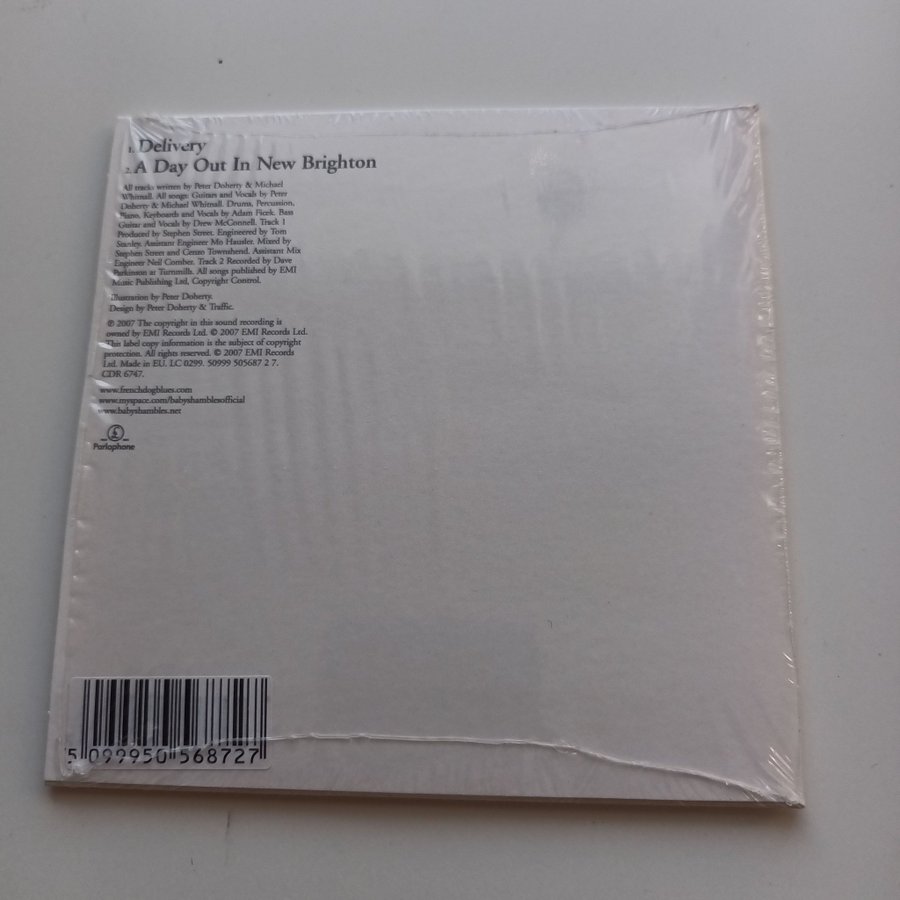 1. Delivery
2. A Day Out In New Brighton
All tracks written by Peter Doherty & Michael
Whitnall. All songs: Guitars and Vocals by Peter
Doherty & Michael Whitnall. Drums, Percussion,
Piano, Keyboards and Vocals by Adam Ficek. Bass
Guitar and Vocals by Drew McConnell. Track 1
Produced by Stephen Street. Engineered by Tom
Stanley. Assistant Engineer Mo Hausler. Mixed by
Stephen Street and Cenzo Townshend. Assistant Mix
Engineer Neil Comber. Track 2 Recorded by Dave
Parkinson at Turnmills. All songs published by EMI
Music Publishing Ltd, Copyright Control.
Illustration by Peter Doherty.
Design by Peter Doherty & Traffic.
℗ 2007 The copyright in this sound recording is
owned by EMI Records Ltd. © 2007 EMI Records Ltd.
This label copy information is the subject of copyright
protection. All rights reserved. © 2007 EMI Records
Ltd. Made in EU. LC 0299. 50999 505687 2 7.
CDR 6747.
www.frenchdogblues.com
www.myspace.com/babyshamblesofficial
www.babyshambles.net
£
Parlophone
5 099950 568727